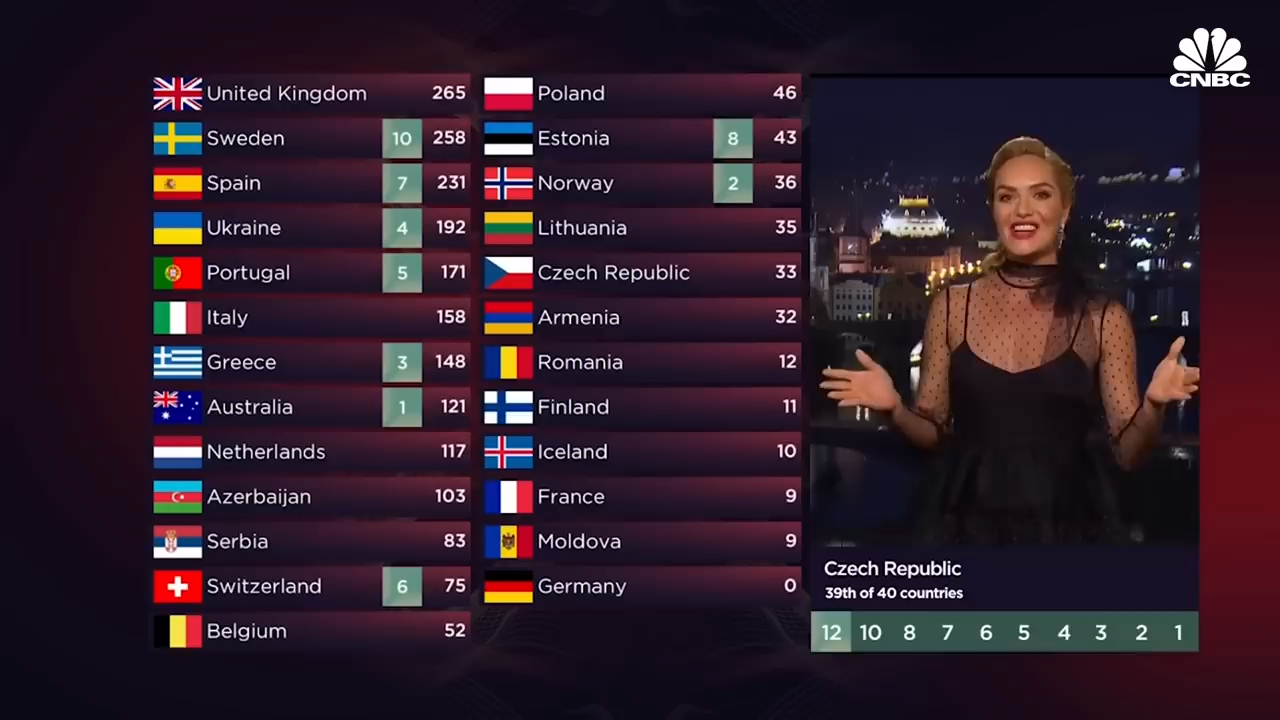 CNBC
United Kingdom 265
Sweden 10 258
Spain 7 231
Ukraine 4 192
Portugal 5 171
Italy 158
Greece 3 148
Australia 1 121
Netherlands 117
Azerbaijan 103
Serbia 83
Switzerland 6 75
Belgium 52
Poland 46
Estonia 8 43
Norway 2 36
Lithuania 35
Czech Republic 33
Armenia 32
Romania 12
Finland 11
Iceland 10
France 9
Moldova 9
Germany 0
Czech Republic
39th of 40 countries
12 10 8 7 6 5 4 3 2 1